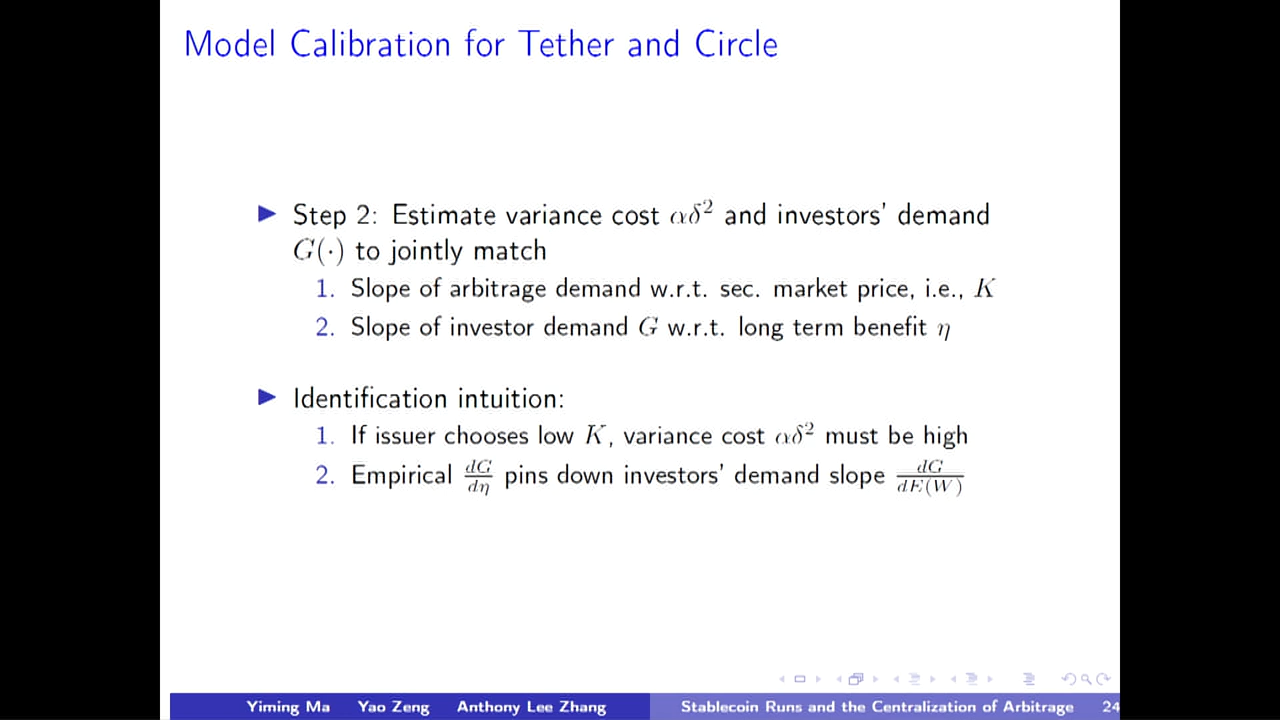 Model Calibration for Tether and Circle
▶ Step 2: Estimate variance cost αδ² and investors' demand
G(·) to jointly match
1. Slope of arbitrage demand w.r.t. sec. market price, i.e., K
2. Slope of investor demand G w.r.t. long term benefit η
▶ Identification intuition:
1. If issuer chooses low K, variance cost αδ² must be high
2. Empirical dG/dη pins down investors' demand slope dG/dE(W)
Yiming Ma Yao Zeng Anthony Lee Zhang Stablecoin Runs and the Centralization of Arbitrage 24